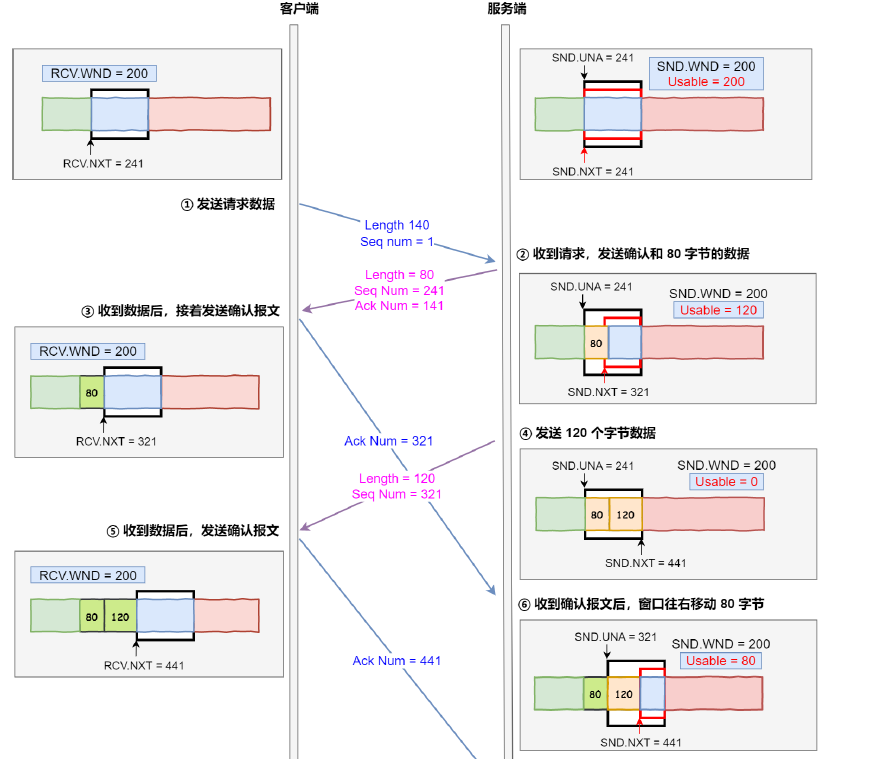 客户端
服务端
RCV.WND = 200
RCV.NXT = 241
SND.UNA = 241
SND.WND = 200
Usable = 200
SND.NXT = 241
① 发送请求数据
Length 140
Seq num = 1
② 收到请求，发送确认和 80 字节的数据
Length = 80
Seq Num = 241
Ack Num = 141
SND.UNA = 241
SND.WND = 200
Usable = 120
80
SND.NXT = 321
③ 收到数据后，接着发送确认报文
RCV.WND = 200
80
RCV.NXT = 321
Ack Num = 321
④ 发送 120 个字节数据
Length = 120
Seq Num = 321
SND.UNA = 241
SND.WND = 200
Usable = 0
80
120
SND.NXT = 441
⑤ 收到数据后，发送确认报文
RCV.WND = 200
80
120
RCV.NXT = 441
Ack Num = 441
⑥ 收到确认报文后，窗口往右移动 80 字节
SND.UNA = 321
SND.WND = 200
Usable = 80
80
120
SND.NXT = 441